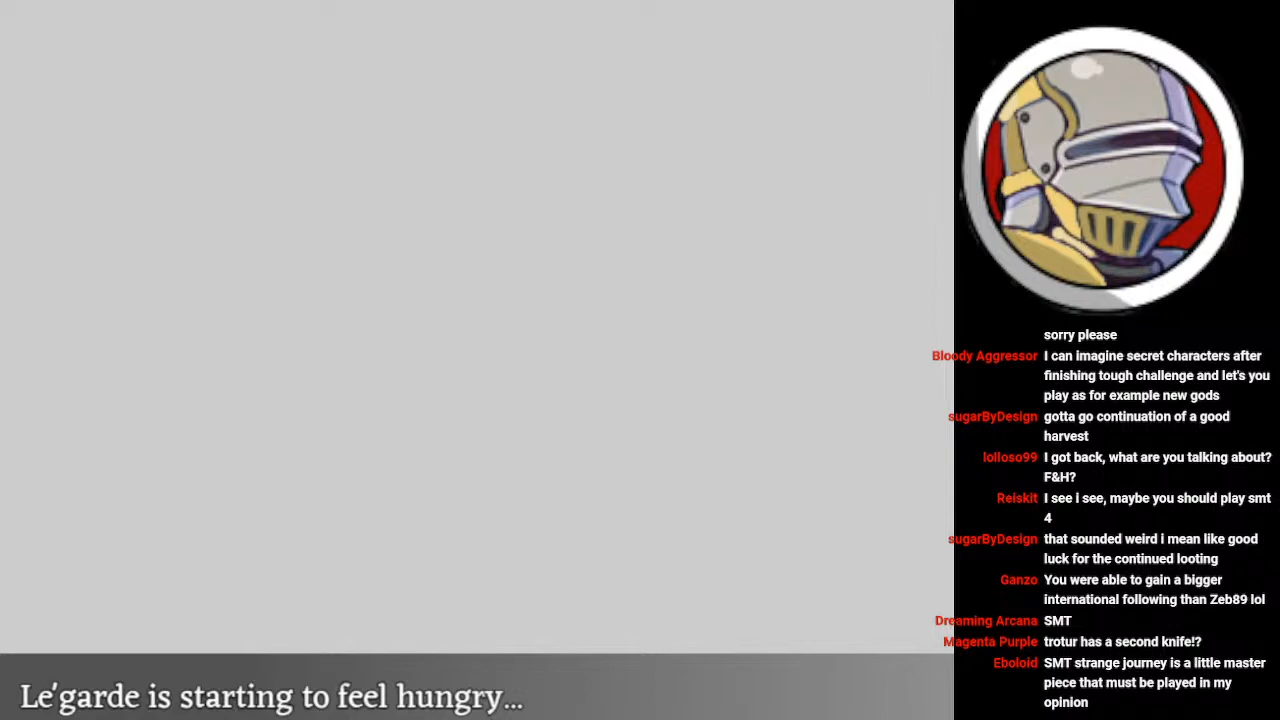 sorry please
Bloody Aggressor I can imagine secret characters after
finishing tough challenge and let's you
play as for example new gods
sugarByDesign gotta go continuation of a good
harvest
lolloso99 I got back, what are you talking about?
F&H?
Reiskit I see i see, maybe you should play smt
4
sugarByDesign that sounded weird i mean like good
luck for the continued looting
Ganzo You were able to gain a bigger
international following than Zeb89 lol
Dreaming Arcana SMT
Magenta Purple trotur has a second knife!?
Eboloid SMT strange journey is a little master
piece that must be played in my
opinion
Le'garde is starting to feel hungry...